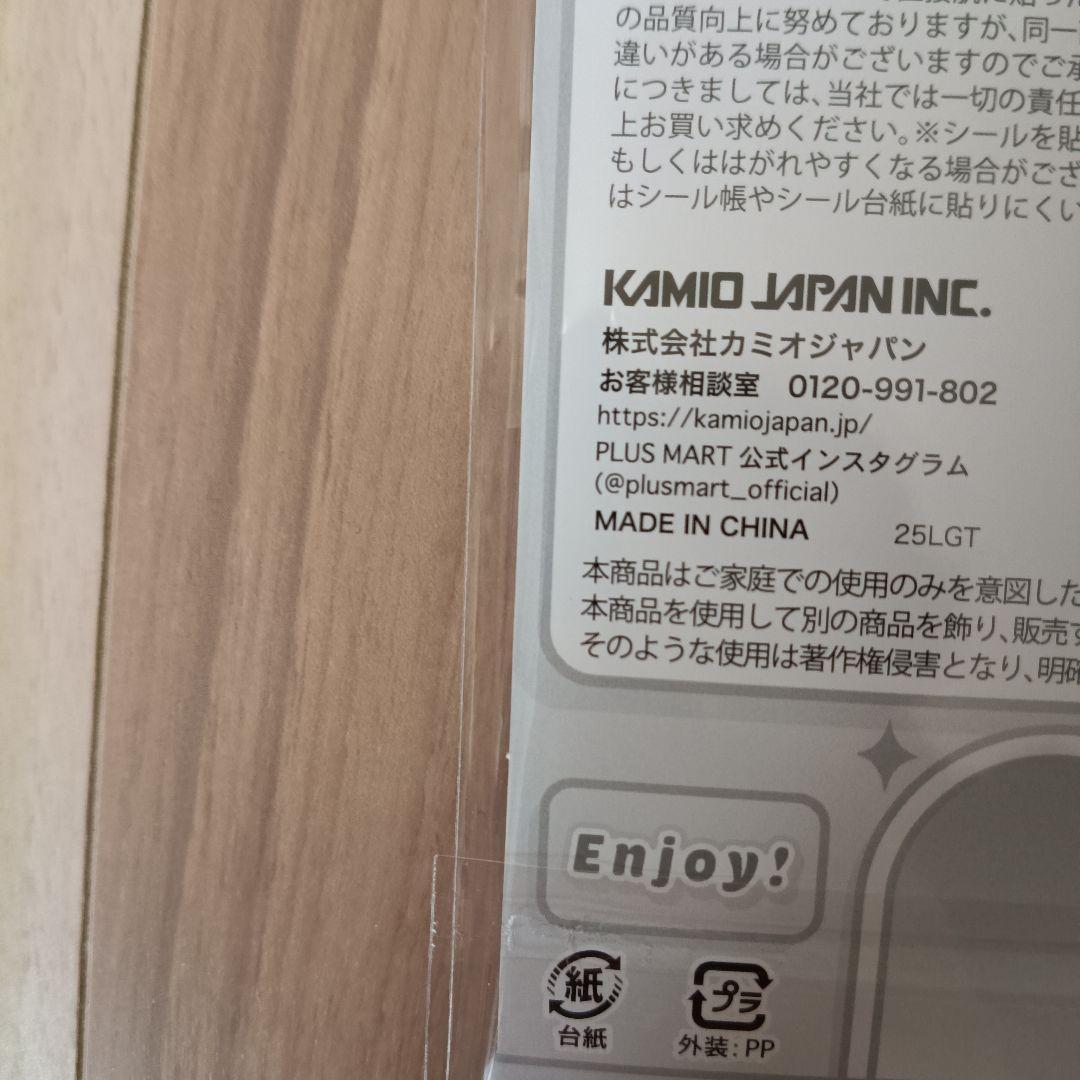 の品質向上に努めておりますが、同一
違いがある場合がございますのでご承
につきましては、当社では一切の責任
上お買い求めください。※シールを貼
もしくははがれやすくなる場合がござ
はシール帳やシール台紙に貼りにくい
KAMIO JAPAN INC.
株式会社カミオジャパン
お客様相談室 0120-991-802
https://kamiojapan.jp/
PLUS MART 公式インスタグラム
(@plusmart_official)
MADE IN CHINA 25LGT
本商品はご家庭での使用のみを意図した
本商品を使用して別の商品を飾り、販売す
そのような使用は著作権侵害となり、明確
Enjoy!
紙 プラ
台紙 外装:PP